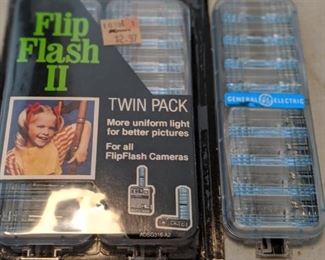 Flip
Flash
II
$2.37
TWIN PACK
More uniform light
for better pictures
For all
FlipFlash Cameras
GENERAL ELECTRIC